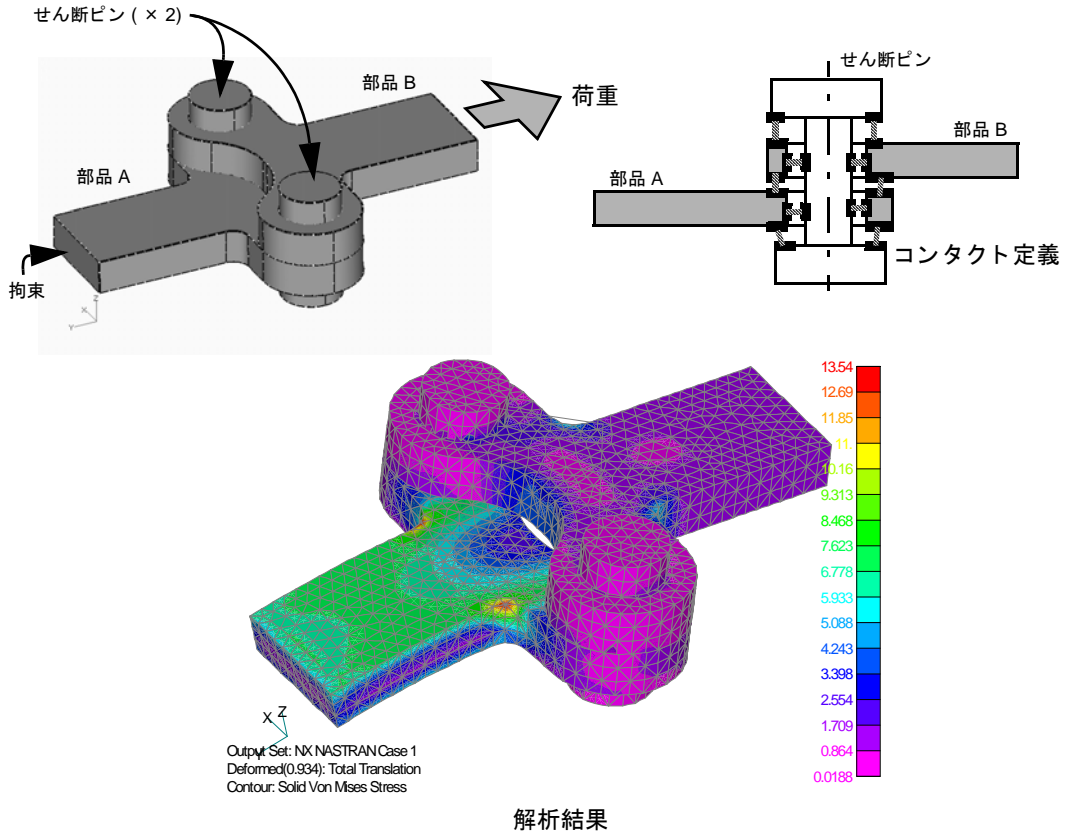 せん断ピン ( × 2)
部品 B
荷重
部品 A
拘束
Z
X
Y
せん断ピン
部品 B
部品 A
コンタクト定義
13.54
12.69
11.85
11.
10.16
9.313
8.468
7.623
6.778
5.933
5.088
4.243
3.398
2.554
1.709
0.864
0.0188
X Z
Y
Output Set: NX NASTRAN Case 1
Deformed(0.934): Total Translation
Contour: Solid Von Mises Stress
解析結果